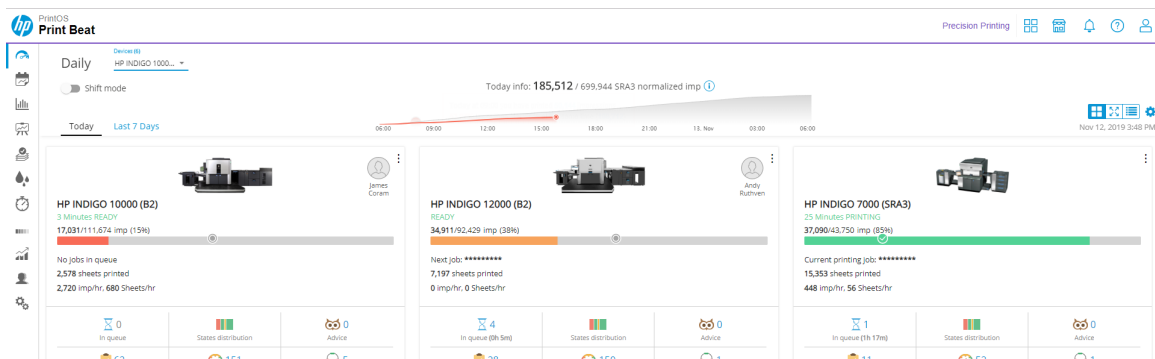 hp
PrintOS
Print Beat
Precision Printing
Daily
Devices (6)
HP INDIGO 1000...
Shift mode
Today info: 185,512 / 699,944 SRA3 normalized imp
Today
Last 7 Days
06:00 09:00 12:00 15:00 18:00 21:00 13. Nov 03:00 06:00
Nov 12, 2019 3:48 PM
James
Coram
HP INDIGO 10000 (B2)
3 Minutes READY
17,031/111,674 imp (15%)
No jobs in queue
2,578 sheets printed
2,720 imp/hr, 680 Sheets/hr
0
In queue
States distribution
0
Advice
Andy
Ruthven
HP INDIGO 12000 (B2)
READY
34,911/92,429 imp (38%)
Next job: *********
7,197 sheets printed
0 imp/hr, 0 Sheets/hr
4
In queue (0h 5m)
States distribution
0
Advice
HP INDIGO 7000 (SRA3)
25 Minutes PRINTING
37,090/43,750 imp (85%)
Current printing job: *********
15,353 sheets printed
448 imp/hr, 56 Sheets/hr
1
In queue (1h 17m)
States distribution
0
Advice